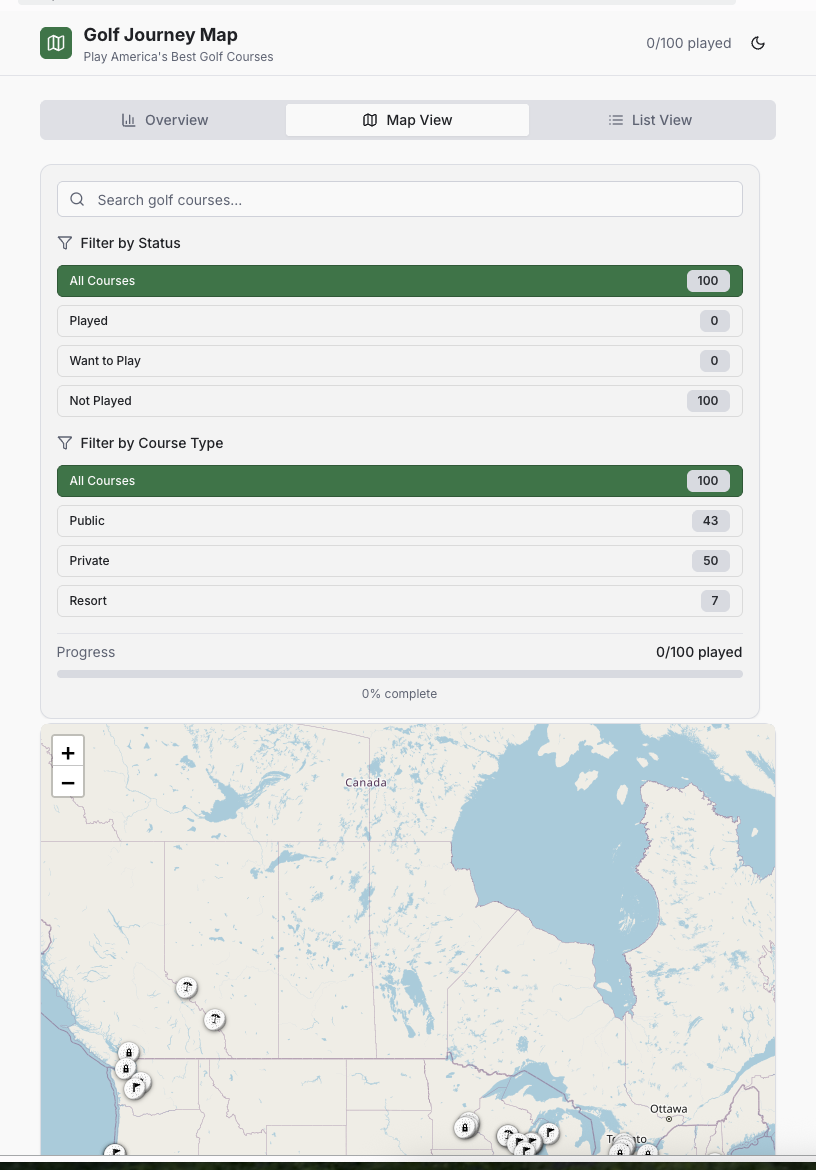 Golf Journey Map
Play America's Best Golf Courses
0/100 played
Overview
Map View
List View
Search golf courses...
Filter by Status
All Courses 100
Played 0
Want to Play 0
Not Played 100
Filter by Course Type
All Courses 100
Public 43
Private 50
Resort 7
Progress 0/100 played
0% complete
+
−
Canada
Ottawa